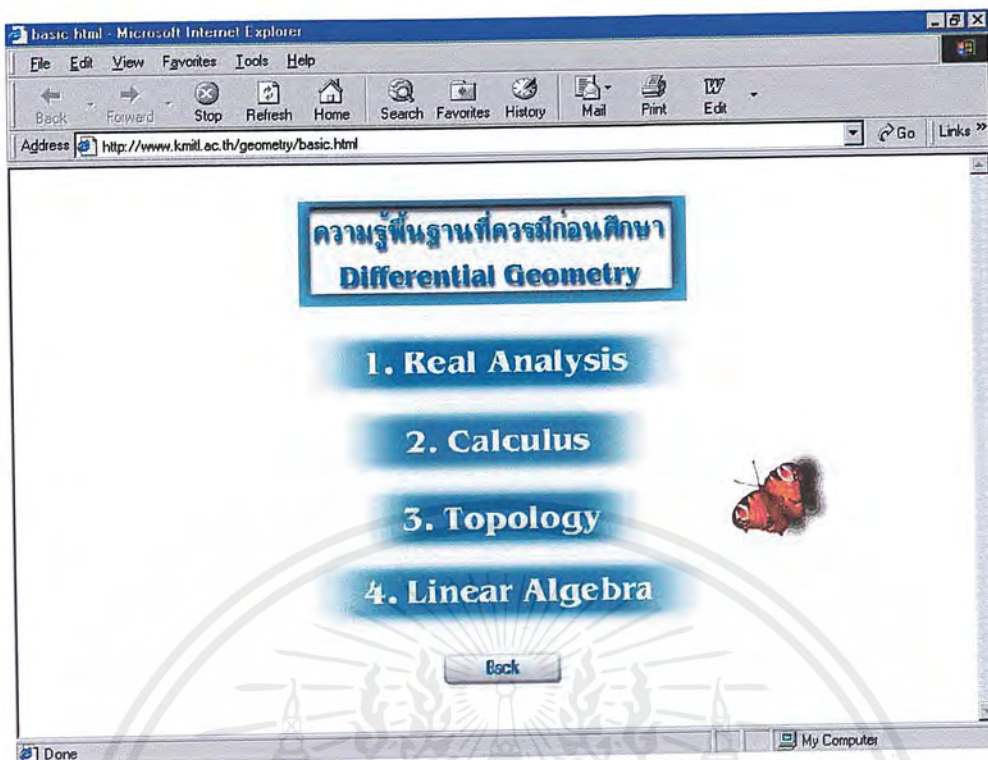 basic html - Microsoft Internet Explorer
File Edit View Favorites Tools Help
Back Forward Stop Refresh Home Search Favorites History Mail Print Edit
Address http://www.kmitl.ac.th/geometry/basic.html Go Links »
ความรู้พื้นฐานที่ควรมีก่อนศึกษา
Differential Geometry
1. Real Analysis
2. Calculus
3. Topology
4. Linear Algebra
Back
Done My Computer